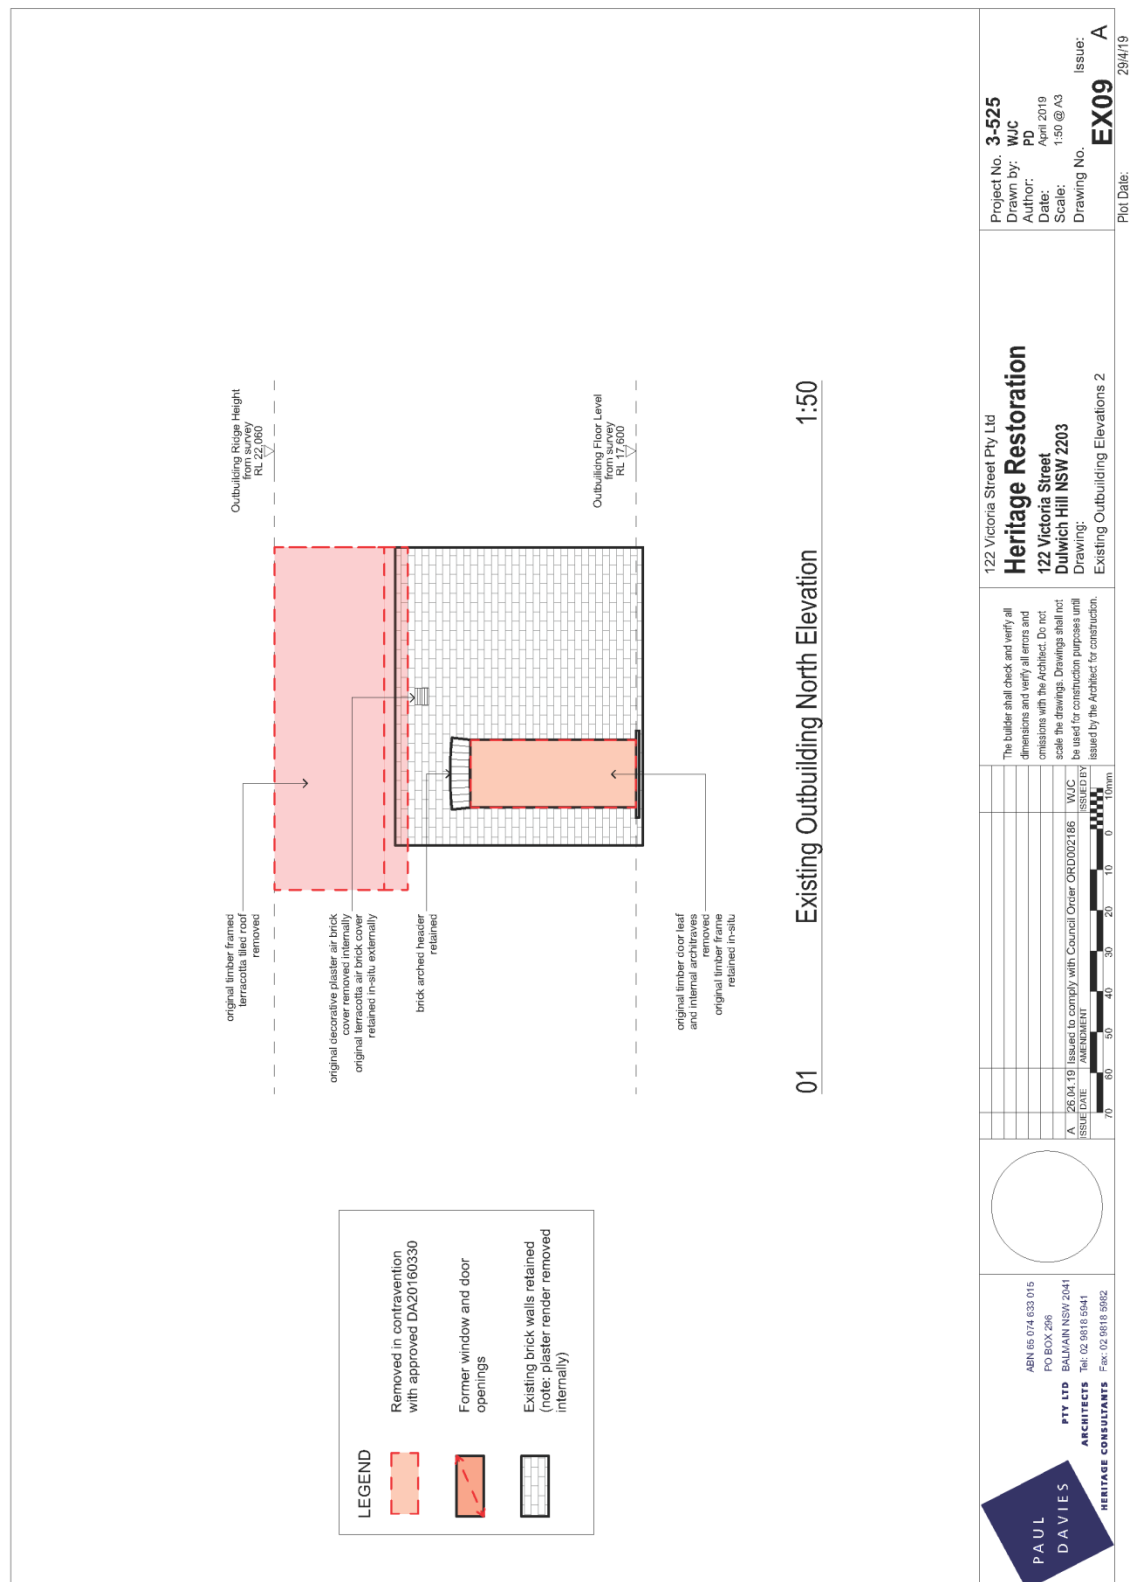 Outbuilding Ridge Height
from survey
RL 22,060
Outbuiliding Floor Level
from survey
RL 17,600
original timber framed
terracotta tiled roof
removed
original decorative plaster air brick
cover removed internally
original terracotta air brick cover
retained in-situ externally
brick arched header
retained
original timber door leaf
and internal architraves
removed
original timber frame
retained in-situ
01 Existing Outbuilding North Elevation 1:50
LEGEND
Removed in contravention
with approved DA20160330
Former window and door
openings
Existing brick walls retained
(note: plaster render removed
internally)
PAUL
DAVIES
ABN 65 074 633 015
PO BOX 296
PTY LTD BALMAIN NSW 2041
ARCHITECTS Tel: 02 9818 5941
HERITAGE CONSULTANTS Fax: 02 9818 5982
A 26.04.19 Issued to comply with Council Order ORD002186 WJC
ISSUE DATE AMENDMENT ISSUED BY
70 60 50 40 30 20 10 0 10mm
The builder shall check and verify all
dimensions and verify all errors and
omissions with the Architect. Do not
scale the drawings. Drawings shall not
be used for construction purposes until
issued by the Architect for construction.
122 Victoria Street Pty Ltd
Heritage Restoration
122 Victoria Street
Dulwich Hill NSW 2203
Drawing:
Existing Outbuilding Elevations 2
Project No. 3-525
Drawn by: WJC
Author: PD
Date: April 2019
Scale: 1:50 @ A3
Drawing No. Issue:
EX09 A
Plot Date: 29/4/19